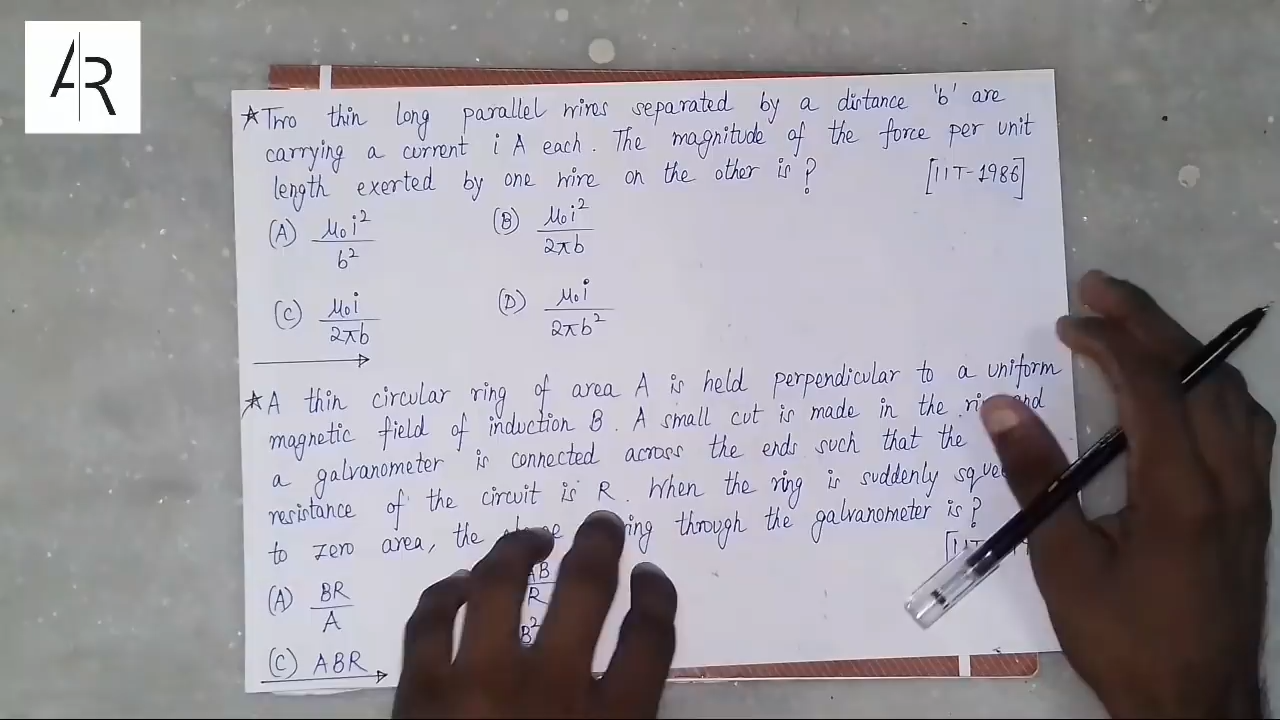 AR
★ Two thin long parallel wires separated by a distance 'b' are
carrying a current i A each. The magnitude of the force per unit
length exerted by one wire on the other is ?
[IIT-1986]
(A) μ₀i²/b² (B) μ₀i²/2πb
(C) μ₀i/2πb (D) μ₀i/2πb²
★ A thin circular ring of area A is held perpendicular to a uniform
magnetic field of induction B. A small cut is made in the and
a galvanometer is connected across the ends such that the
resistance of the circuit is R. When the ring is suddenly
to zero area, the through the galvanometer is ?
(A) BR/A AB/R
(C) ABR